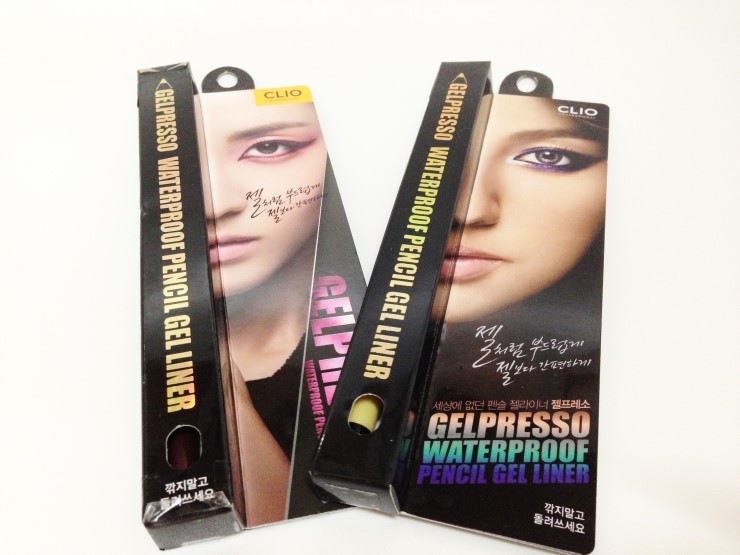 GELPRESSO WATERPROOF PENCIL GEL LINER
깎지말고
돌려쓰세요
CLIO
젤처럼 부드럽게
젤보다 간편하게
GELP
WATERPROOF PEN
GELPRESSO WATERPROOF PENCIL GEL LINER
CLIO
젤처럼 부드럽게
젤보다 간편하게
세상에 없던 펜슬 젤라이너 젤프레소
GELPRESSO
WATERPROOF
PENCIL GEL LINER
깎지말고
돌려쓰세요